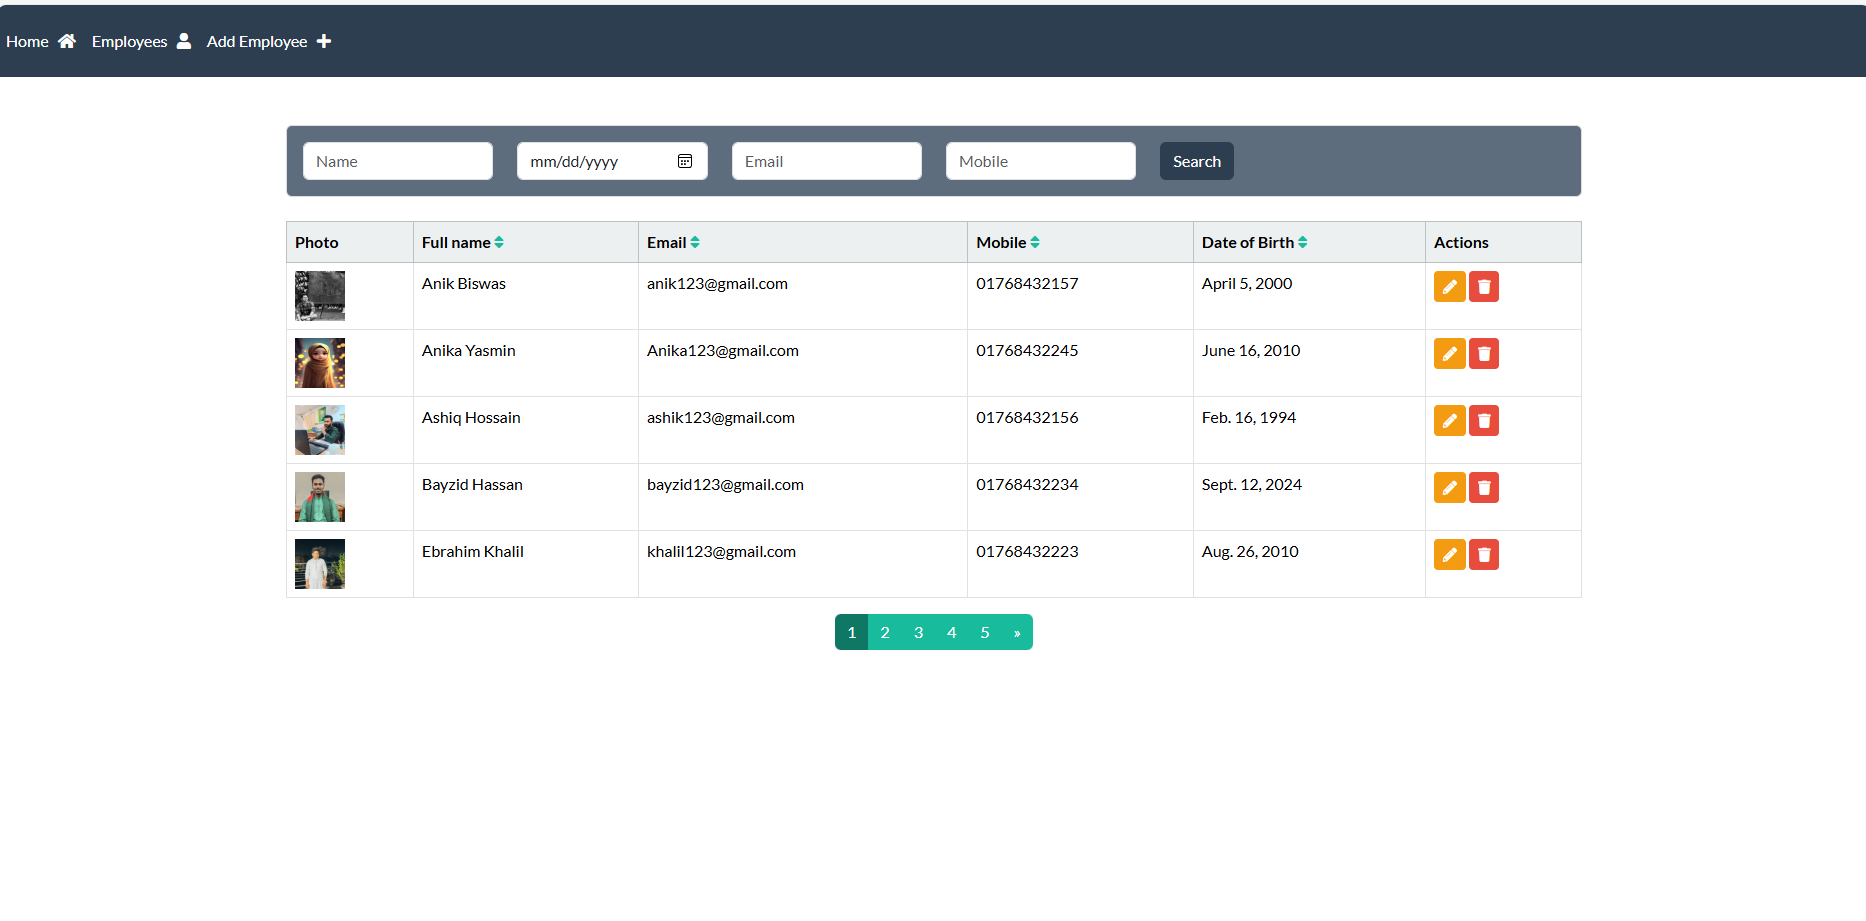 Home Employees Add Employee
Name mm/dd/yyyy Email Mobile Search
Photo Full name Email Mobile Date of Birth Actions
Anik Biswas anik123@gmail.com 01768432157 April 5, 2000
Anika Yasmin Anika123@gmail.com 01768432245 June 16, 2010
Ashiq Hossain ashik123@gmail.com 01768432156 Feb. 16, 1994
Bayzid Hassan bayzid123@gmail.com 01768432234 Sept. 12, 2024
Ebrahim Khalil khalil123@gmail.com 01768432223 Aug. 26, 2010
1 2 3 4 5 »